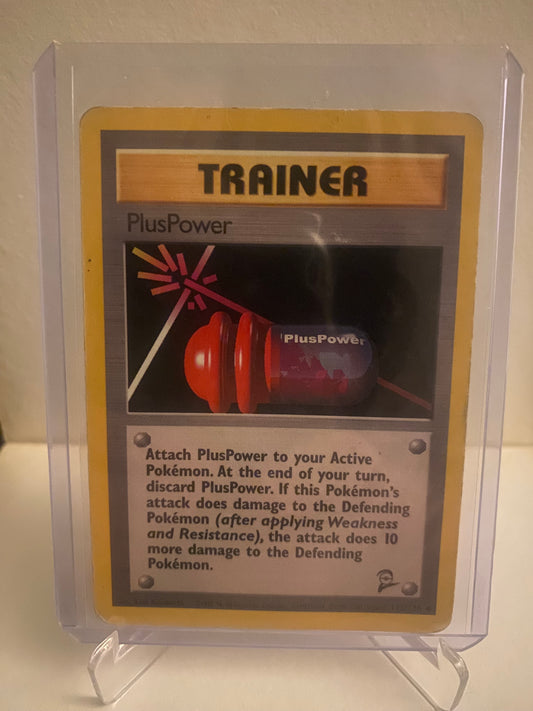 TRAINER
PlusPower
PlusPower
Attach PlusPower to your Active
Pokémon. At the end of your turn,
discard PlusPower. If this Pokémon's
attack does damage to the Defending
Pokémon (after applying Weakness
and Resistance), the attack does 10
more damage to the Defending
Pokémon.